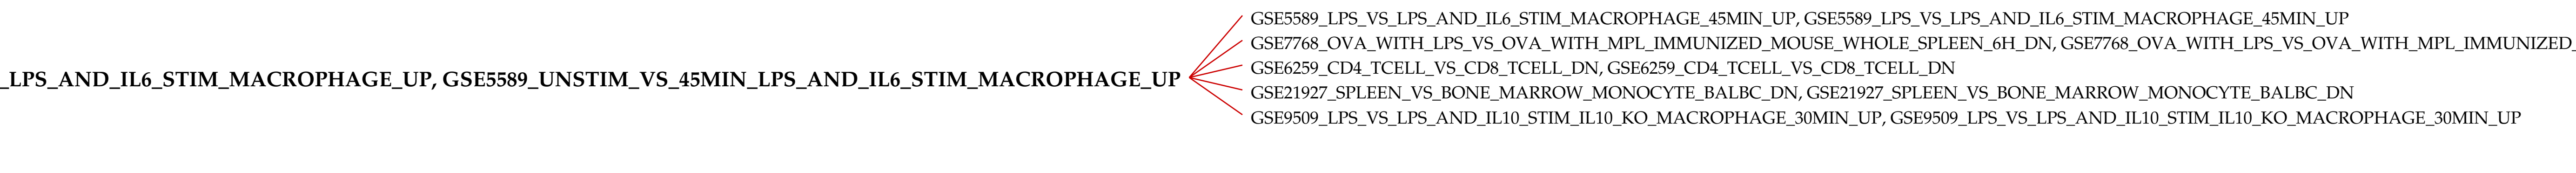 GSE5589_LPS_VS_LPS_AND_IL6_STIM_MACROPHAGE_45MIN_UP, GSE5589_LPS_VS_LPS_AND_IL6_STIM_MACROPHAGE_45MIN_UP
GSE7768_OVA_WITH_LPS_VS_OVA_WITH_MPL_IMMUNIZED_MOUSE_WHOLE_SPLEEN_6H_DN, GSE7768_OVA_WITH_LPS_VS_OVA_WITH_MPL_IMMUNIZED_
GSE6259_CD4_TCELL_VS_CD8_TCELL_DN, GSE6259_CD4_TCELL_VS_CD8_TCELL_DN
_LPS_AND_IL6_STIM_MACROPHAGE_UP, GSE5589_UNSTIM_VS_45MIN_LPS_AND_IL6_STIM_MACROPHAGE_UP
GSE21927_SPLEEN_VS_BONE_MARROW_MONOCYTE_BALBC_DN, GSE21927_SPLEEN_VS_BONE_MARROW_MONOCYTE_BALBC_DN
GSE9509_LPS_VS_LPS_AND_IL10_STIM_IL10_KO_MACROPHAGE_30MIN_UP, GSE9509_LPS_VS_LPS_AND_IL10_STIM_IL10_KO_MACROPHAGE_30MIN_UP